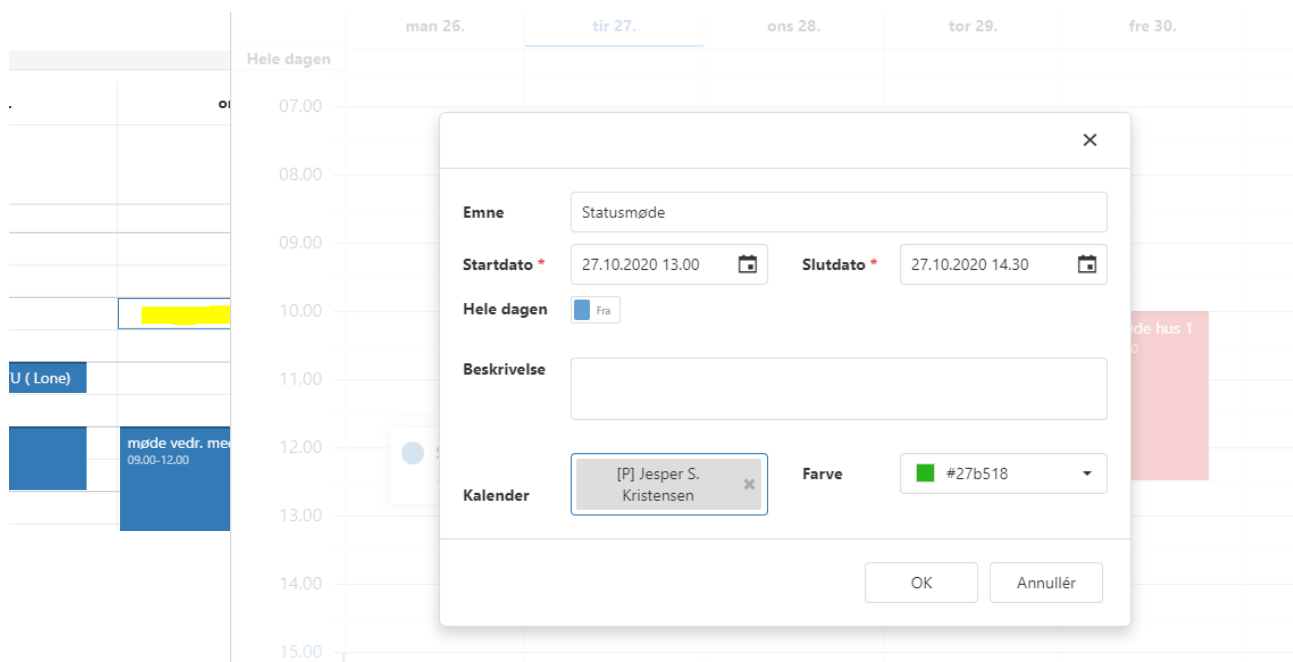 man 26.
tir 27.
ons 28.
tor 29.
fre 30.
Hele dagen
07.00
08.00
09.00
10.00
11.00
12.00
13.00
14.00
15.00
U ( Lone)
møde vedr.
09.00-12.00
hus 1
Emne
Statusmøde
Startdato *
27.10.2020 13.00
Slutdato *
27.10.2020 14.30
Hele dagen
Fra
Beskrivelse
Kalender
[P] Jesper S.
Kristensen
Farve
#27b518
OK
Annullér